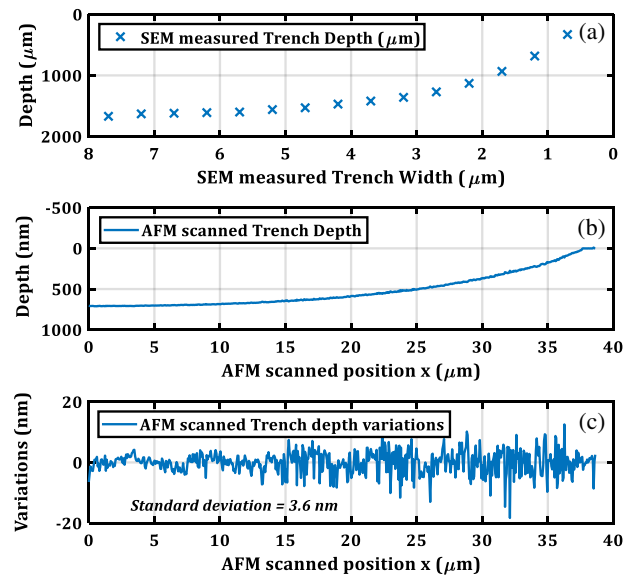 0
1000
2000
Depth (μm)
SEM measured Trench Depth (μm)
(a)
8 7 6 5 4 3 2 1 0
SEM measured Trench Width (μm)
-500
0
500
1000
Depth (nm)
AFM scanned Trench Depth
(b)
0 5 10 15 20 25 30 35 40
AFM scanned position x (μm)
20
0
-20
Variations (nm)
AFM scanned Trench depth variations
(c)
Standard deviation = 3.6 nm
0 5 10 15 20 25 30 35 40
AFM scanned position x (μm)